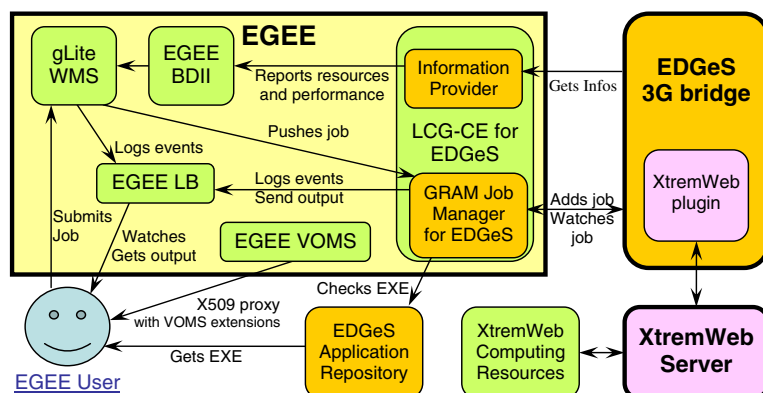 EGEE
gLite
WMS
EGEE
BDII
Reports resources
and performance
Information
Provider
Gets Infos
EDGeS
3G bridge
Pushes job
LCG-CE for
EDGeS
Logs events
EGEE LB
Logs events
Send output
GRAM Job
Manager
for EDGeS
Adds job
Watches
job
XtremWeb
plugin
Submits
Job
Watches
Gets output
EGEE VOMS
X509 proxy
with VOMS extensions
Checks EXE
EDGeS
Application
Repository
Gets EXE
XtremWeb
Computing
Resources
XtremWeb
Server
EGEE User